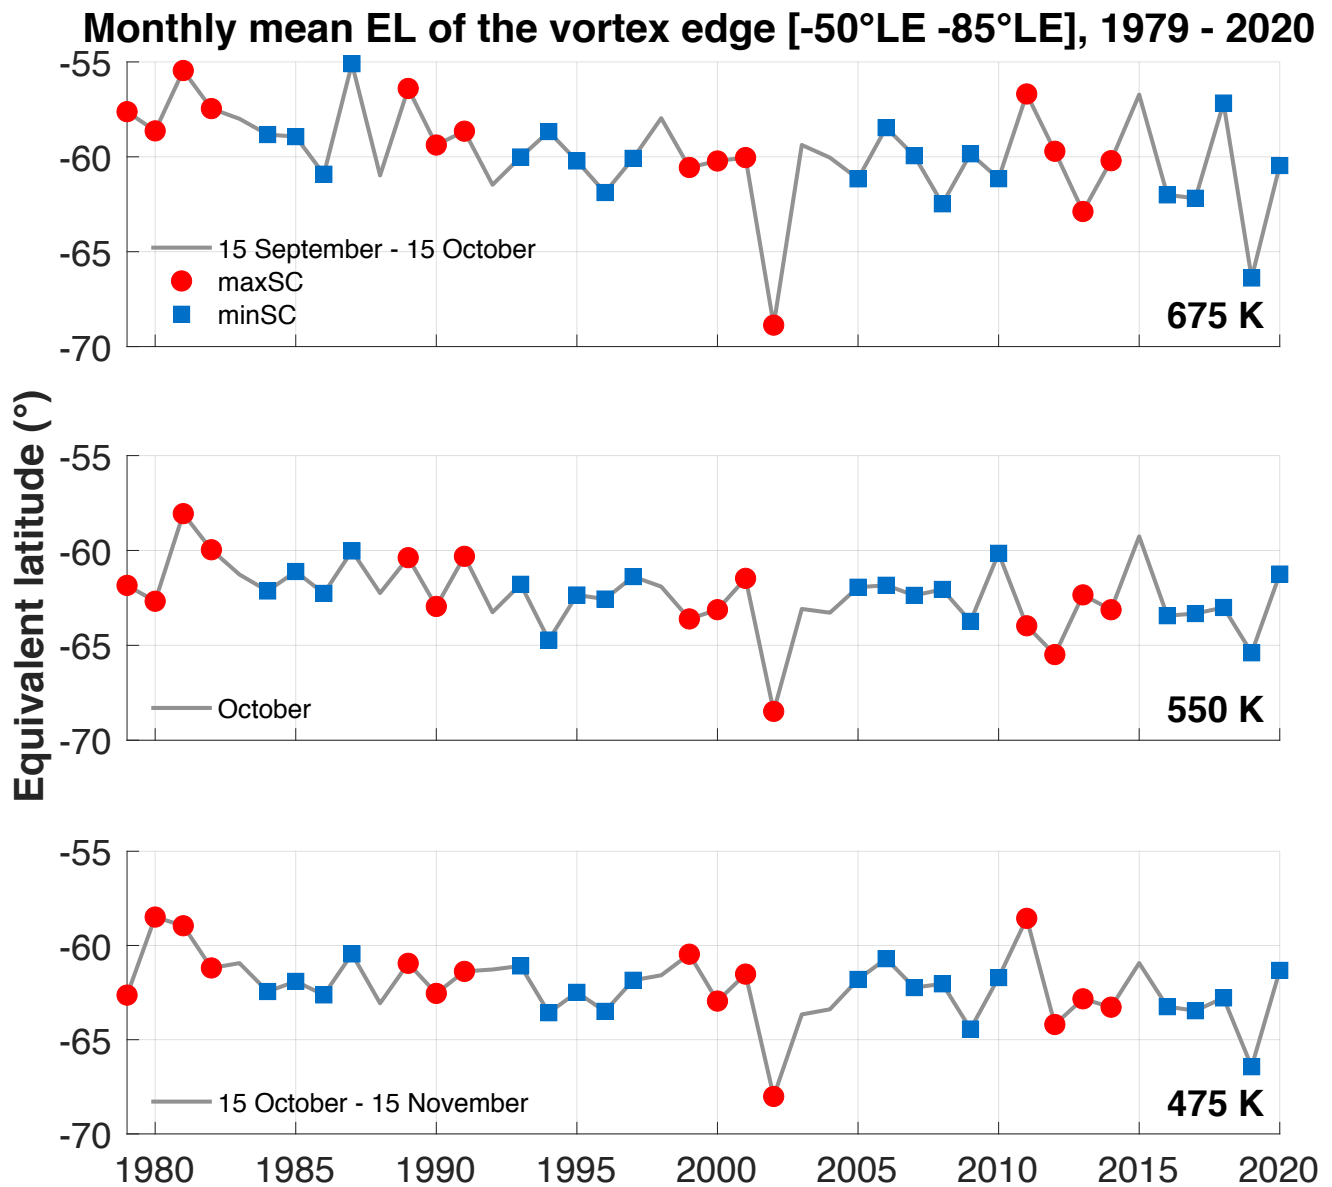 Monthly mean EL of the vortex edge [-50°LE -85°LE], 1979 - 2020
Equivalent latitude (°)
-55
-60
-65
-70
15 September - 15 October
maxSC
minSC
675 K
-55
-60
-65
-70
October
550 K
-55
-60
-65
-70
15 October - 15 November
475 K
1980 1985 1990 1995 2000 2005 2010 2015 2020